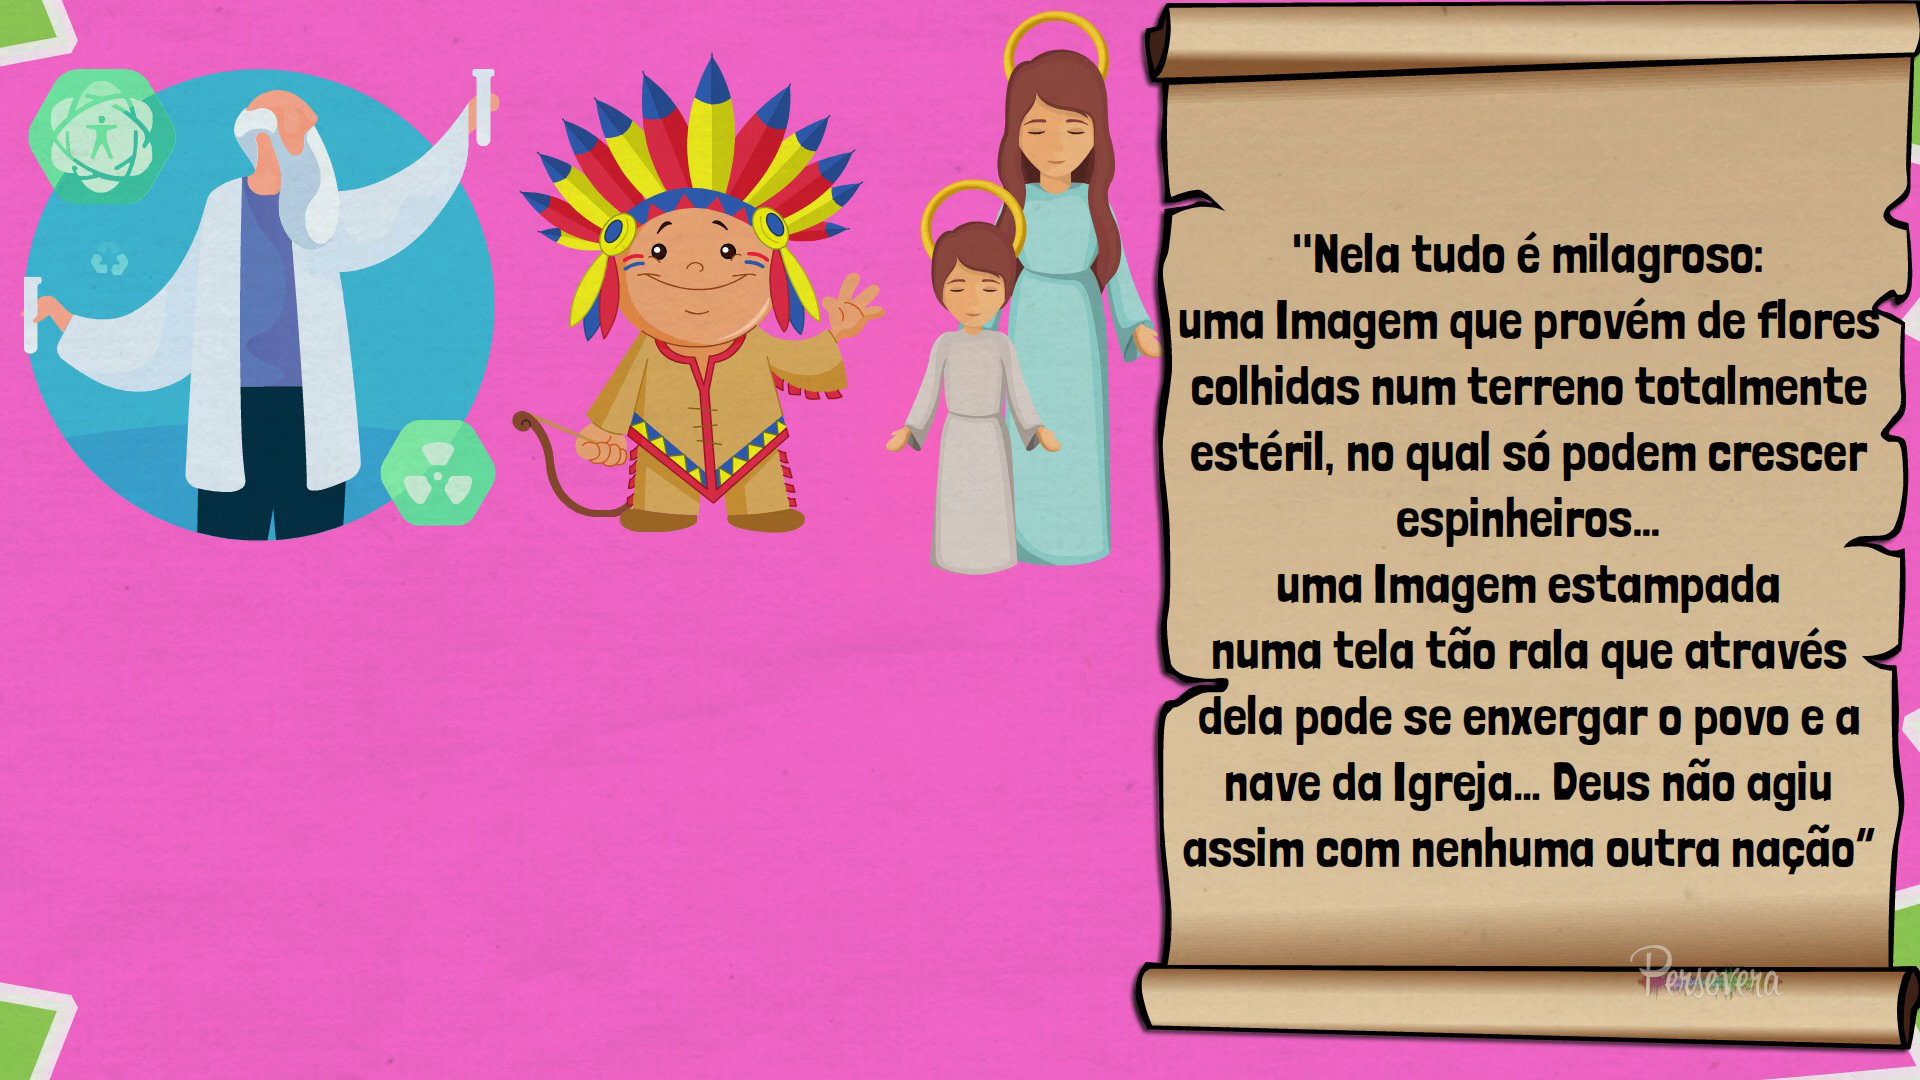 "Nela tudo é milagroso:
uma Imagem que provém de flores
colhidas num terreno totalmente
estéril, no qual só podem crescer
espinheiros...
uma Imagem estampada
numa tela tão rala que através
dela pode se enxergar o povo e a
nave da Igreja... Deus não agiu
assim com nenhuma outra nação”
Persevera